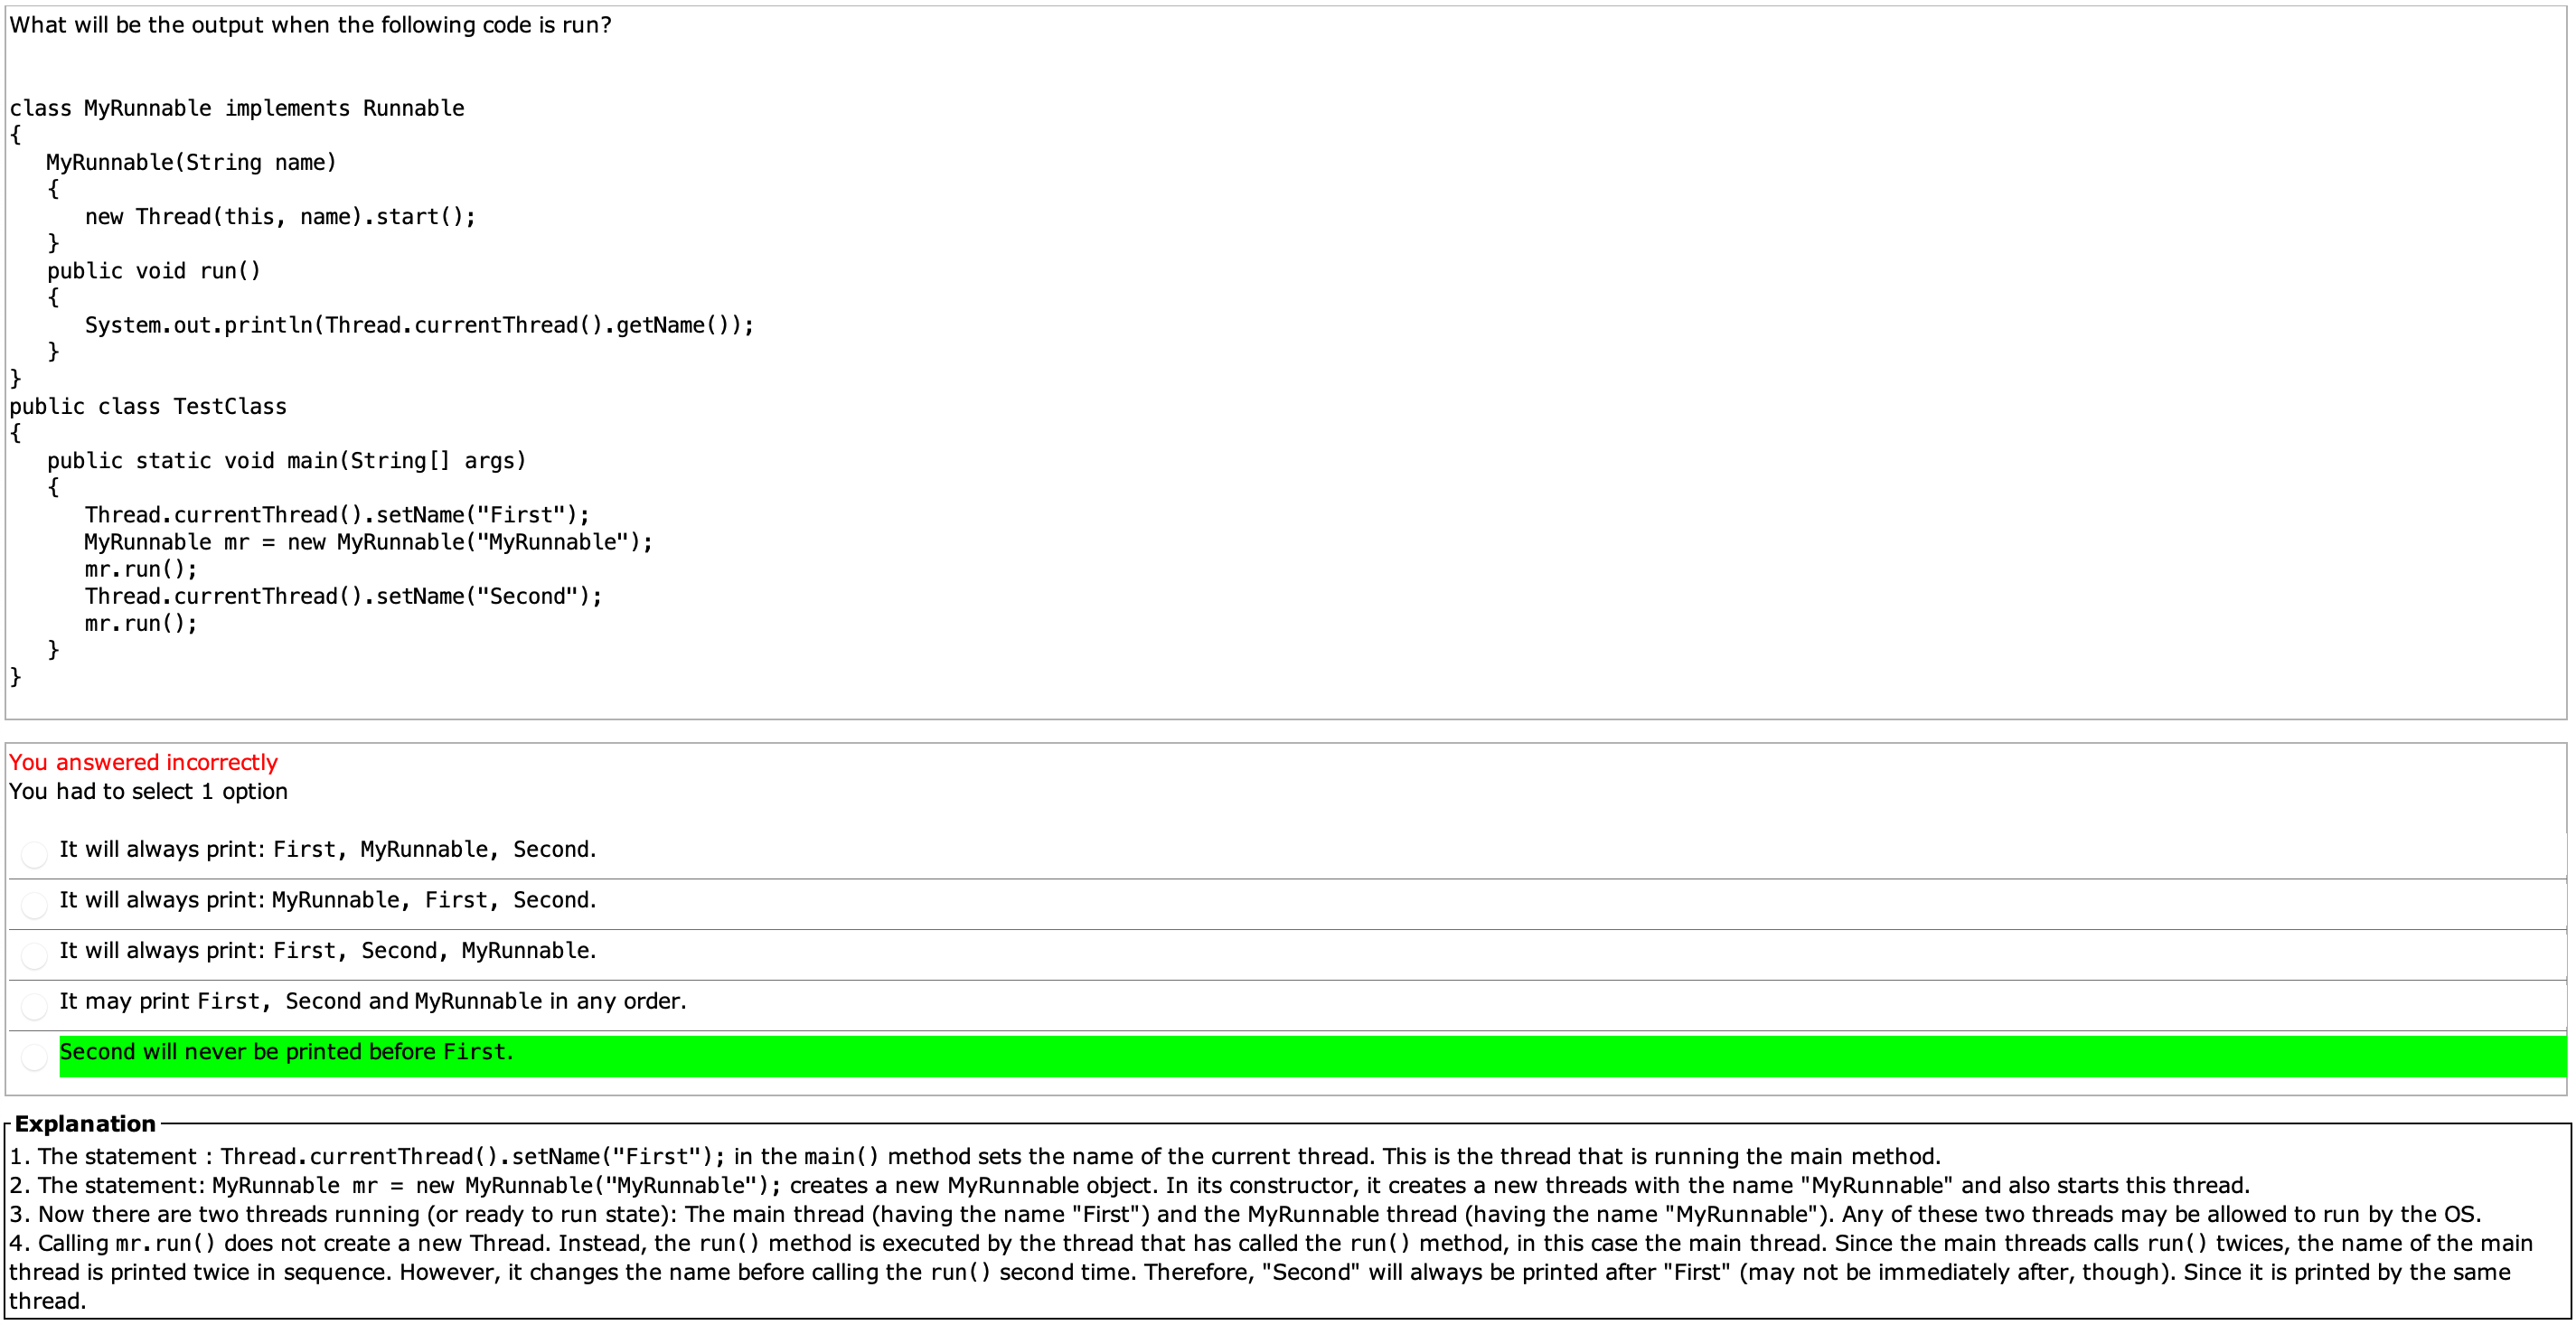 What will be the output when the following code is run?
class MyRunnable implements Runnable
{
   MyRunnable(String name)
   {
      new Thread(this, name).start();
   }
   public void run()
   {
      System.out.println(Thread.currentThread().getName());
   }
}
public class TestClass
{
   public static void main(String[] args)
   {
      Thread.currentThread().setName("First");
      MyRunnable mr = new MyRunnable("MyRunnable");
      mr.run();
      Thread.currentThread().setName("Second");
      mr.run();
   }
}
You answered incorrectly
You had to select 1 option
It will always print: First, MyRunnable, Second.
It will always print: MyRunnable, First, Second.
It will always print: First, Second, MyRunnable.
It may print First, Second and MyRunnable in any order.
Second will never be printed before First.
Explanation
1. The statement : Thread.currentThread().setName("First"); in the main() method sets the name of the current thread. This is the thread that is running the main method.
2. The statement: MyRunnable mr = new MyRunnable("MyRunnable"); creates a new MyRunnable object. In its constructor, it creates a new threads with the name "MyRunnable" and also starts this thread.
3. Now there are two threads running (or ready to run state): The main thread (having the name "First") and the MyRunnable thread (having the name "MyRunnable"). Any of these two threads may be allowed to run by the OS.
4. Calling mr.run() does not create a new Thread. Instead, the run() method is executed by the thread that has called the run() method, in this case the main thread. Since the main threads calls run() twices, the name of the main
thread is printed twice in sequence. However, it changes the name before calling the run() second time. Therefore, "Second" will always be printed after "First" (may not be immediately after, though). Since it is printed by the same
thread.